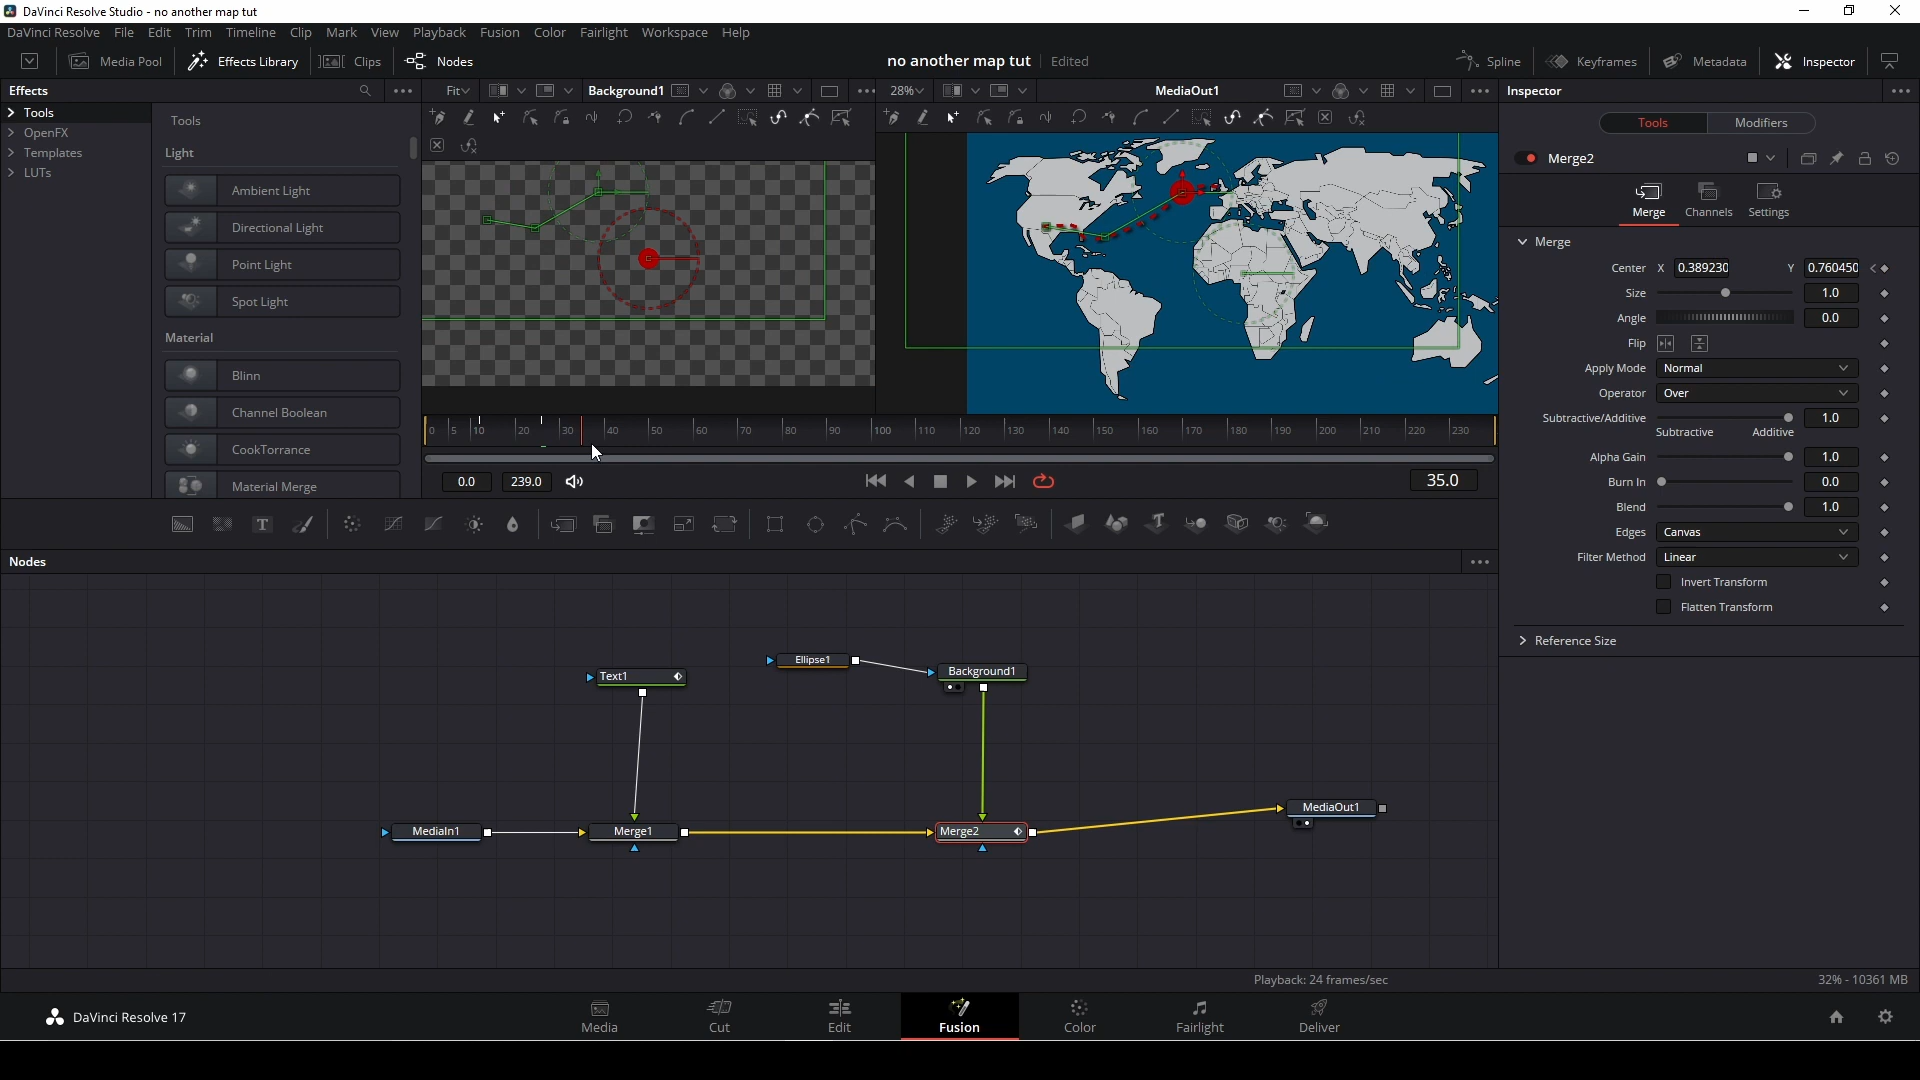 DaVinci Resolve Studio - no another map tut
DaVinci Resolve File Edit Trim Timeline Clip Mark View Playback Fusion Color Fairlight Workspace Help
Media Pool Effects Library Clips Nodes no another map tut Edited Spline Keyframes Metadata Inspector
Effects Fit Background1 28% MediaOut1 Inspector
Tools
OpenFX
Templates
LUTs
Tools
Light
Ambient Light
Directional Light
Point Light
Spot Light
Material
Blinn
Channel Boolean
CookTorrance
Material Merge
0 5 10 20 30 40 50 60 70 80 90 100 110 120 130 140 150 160 170 180 190 200 210 220 230
0.0 239.0 35.0
Tools Modifiers
Merge2
Merge Channels Settings
Merge
Center X 0.389230 Y 0.760450
Size 1.0
Angle 0.0
Flip
Apply Mode Normal
Operator Over
Subtractive/Additive 1.0
Subtractive Additive
Alpha Gain 1.0
Burn In 0.0
Blend 1.0
Edges Canvas
Filter Method Linear
Invert Transform
Flatten Transform
Reference Size
Nodes
Ellipse1
Text1
Background1
MediaIn1
Merge1
Merge2
MediaOut1
Playback: 24 frames/sec 32% - 10361 MB
DaVinci Resolve 17 Media Cut Edit Fusion Color Fairlight Deliver